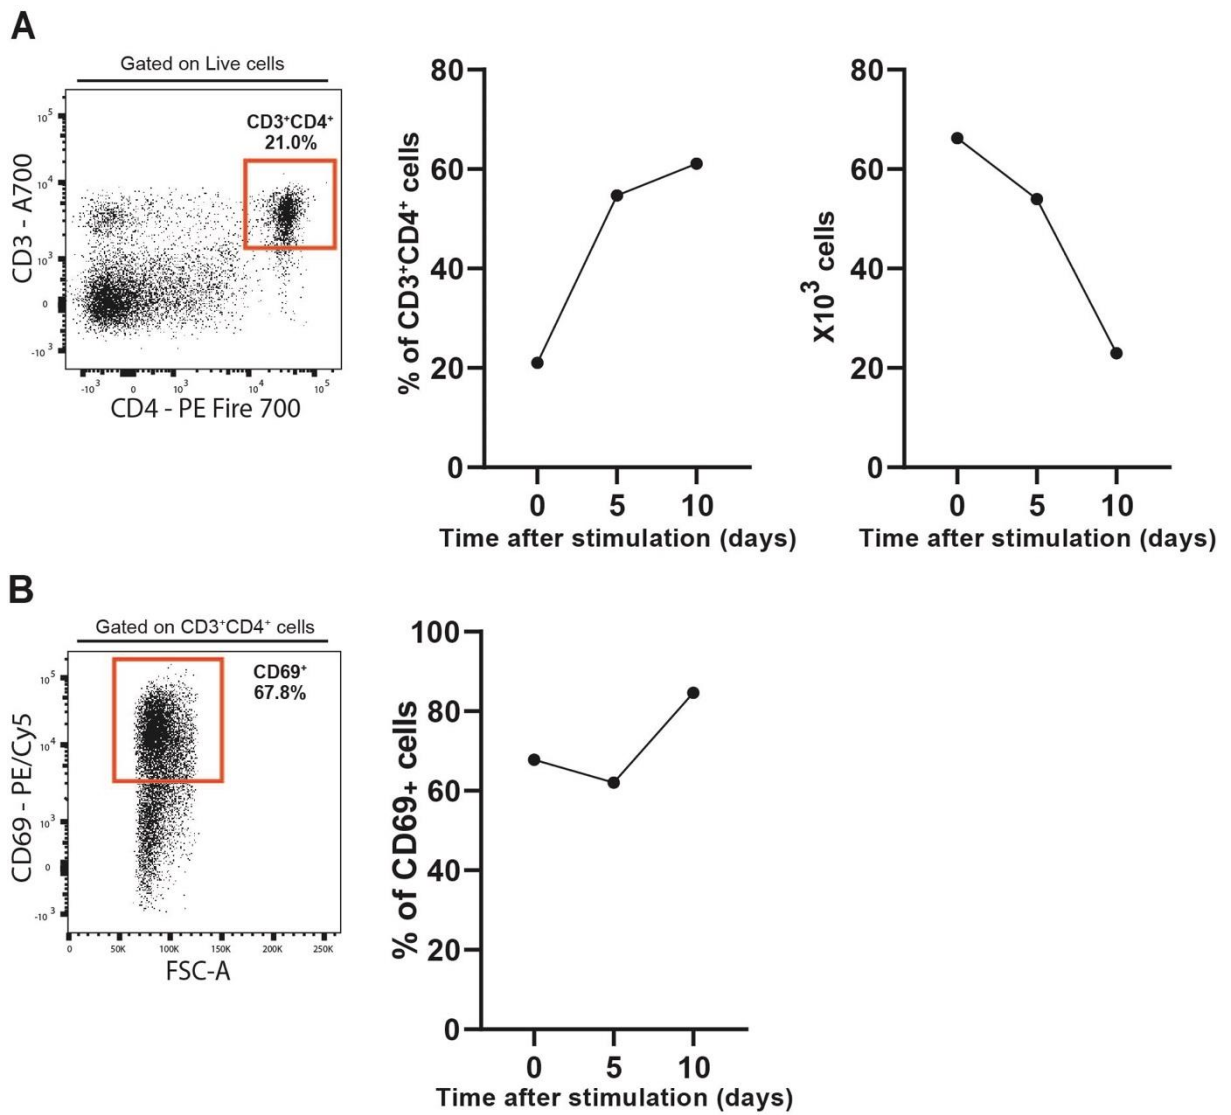 A
Gated on Live cells
CD3⁺CD4⁺
21.0%
10⁵
10⁴
10³
0
-10³
CD3 - A700
-10³ 0 10³ 10⁴ 10⁵
CD4 - PE Fire 700
80
60
40
20
0
% of CD3⁺CD4⁺ cells
0 5 10
Time after stimulation (days)
80
60
40
20
0
X10³ cells
0 5 10
Time after stimulation (days)
B
Gated on CD3⁺CD4⁺ cells
CD69⁺
67.8%
10⁵
10⁴
10³
0
-10³
CD69 - PE/Cy5
0 50K 100K 150K 200K 250K
FSC-A
100
80
60
40
20
0
% of CD69+ cells
0 5 10
Time after stimulation (days)